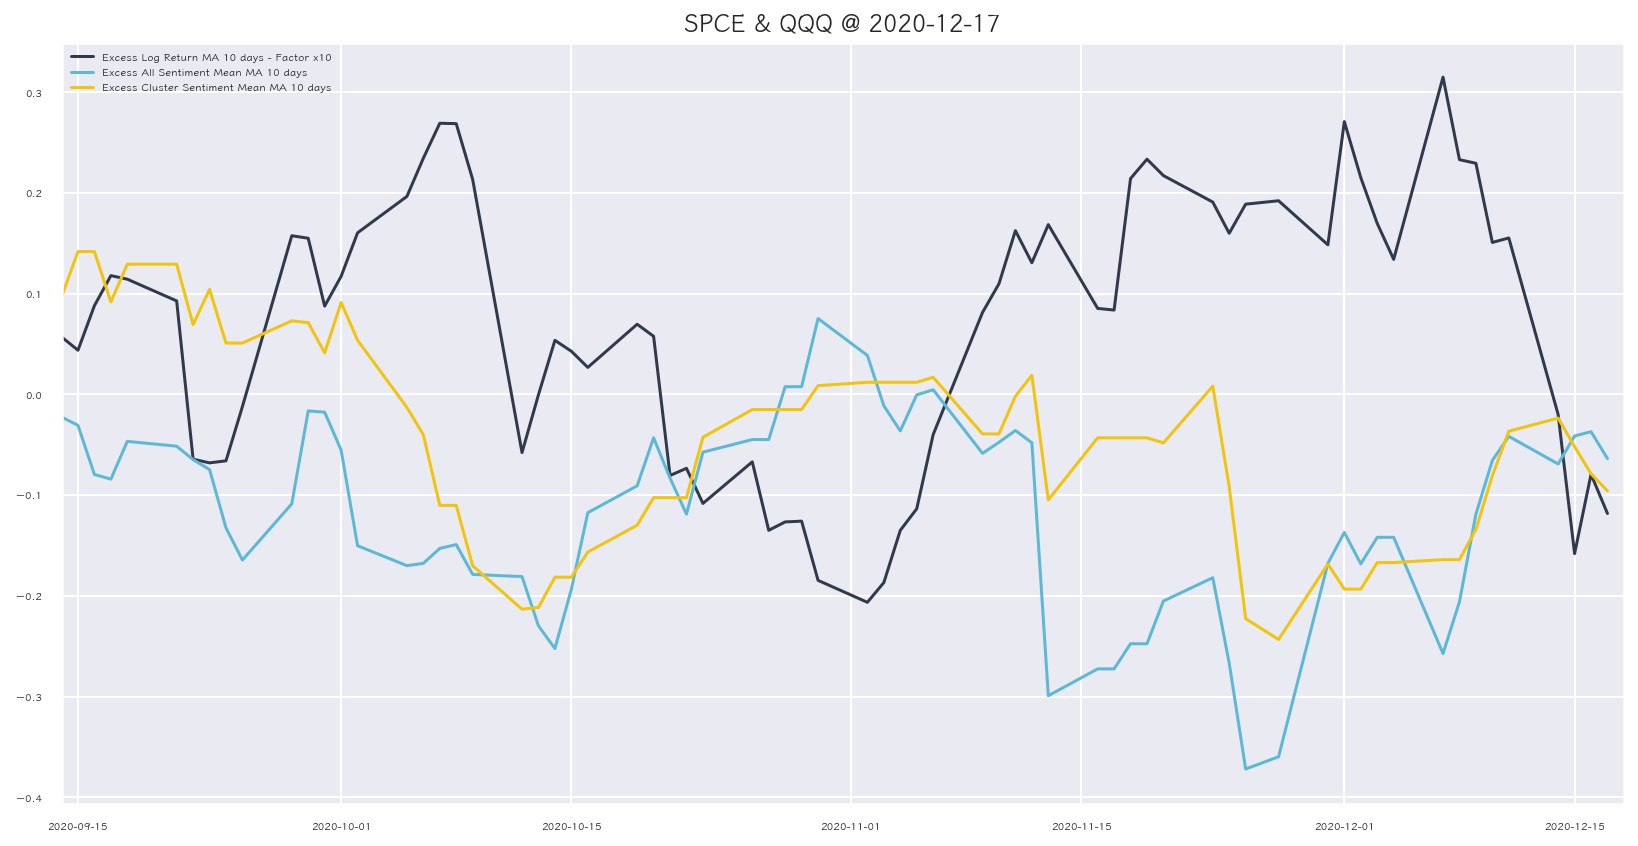 SPCE & QQQ @ 2020-12-17
Excess Log Return MA 10 days - Factor x10
Excess All Sentiment Mean MA 10 days
Excess Cluster Sentiment Mean MA 10 days
0.3
0.2
0.1
0.0
−0.1
−0.2
−0.3
−0.4
2020-09-15 2020-10-01 2020-10-15 2020-11-01 2020-11-15 2020-12-01 2020-12-15